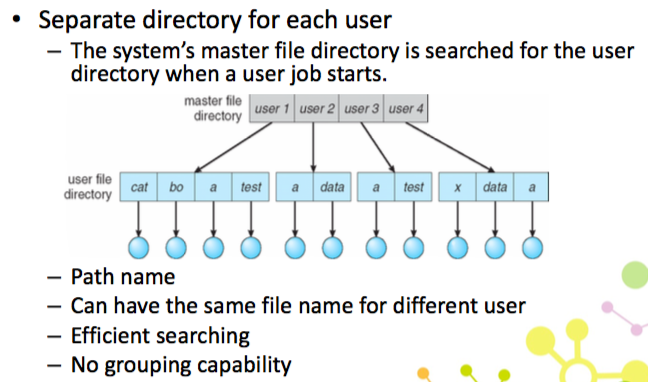 • Separate directory for each user
– The system's master file directory is searched for the user
directory when a user job starts.
master file
directory
user 1 user 2 user 3 user 4
user file
directory
cat bo a test a data a test x data a
– Path name
– Can have the same file name for different user
– Efficient searching
– No grouping capability